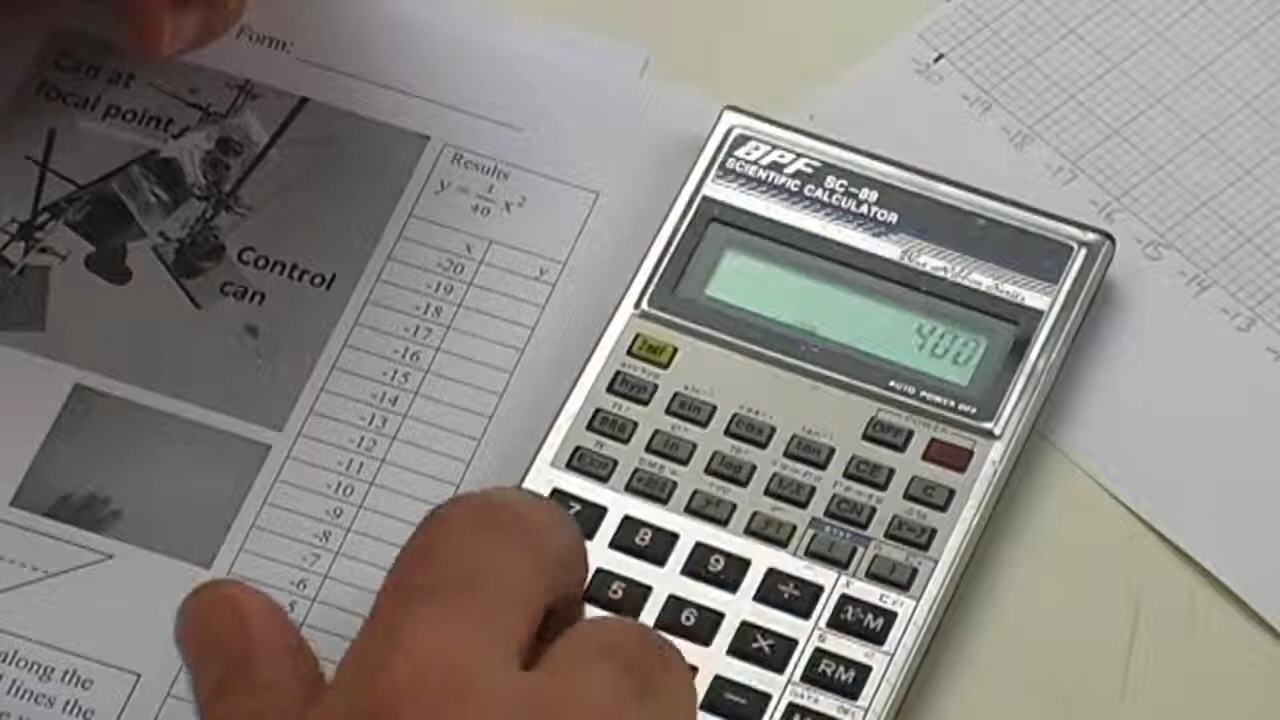 Form:
Can at
focal point
Control
can
Results
y = 1/40 x²
x y
-20
-19
-18
-17
-16
-15
-14
-13
-12
-11
-10
-9
-8
-7
-6
along the
lines the
BPF SC-89
SCIENTIFIC CALCULATOR
400
AUTO POWER OFF
hyp sin cos tan OFF
ln log CE C
EXP CN
7 8 9 ÷ X-M
5 6 × RM
−
-20
-19
-18
-17
-16
-15
-14
-13